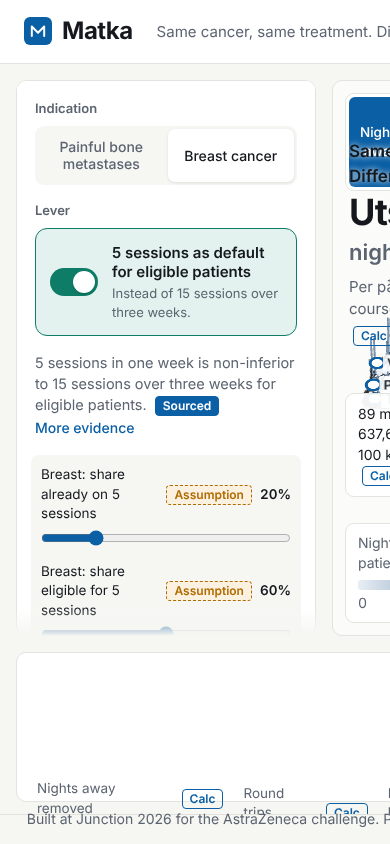 Matka
Same cancer, same treatment. Di
Indication
Painful bone
metastases
Breast cancer
Lever
5 sessions as default
for eligible patients
Instead of 15 sessions over
three weeks.
5 sessions in one week is non-inferior
to 15 sessions over three weeks for
eligible patients. Sourced
More evidence
Breast: share
already on 5
sessions
Assumption 20%
Breast: share
eligible for 5
sessions
Assumption 60%
Nigh
Same
Differ
Uts
nigh
Per på
cours
Calc
89 m
637,6
100 k
Cal
Night
patie
0
Nights away
removed
Calc
Round
trips
Calc
Built at Junction 2026 for the AstraZeneca challenge. P